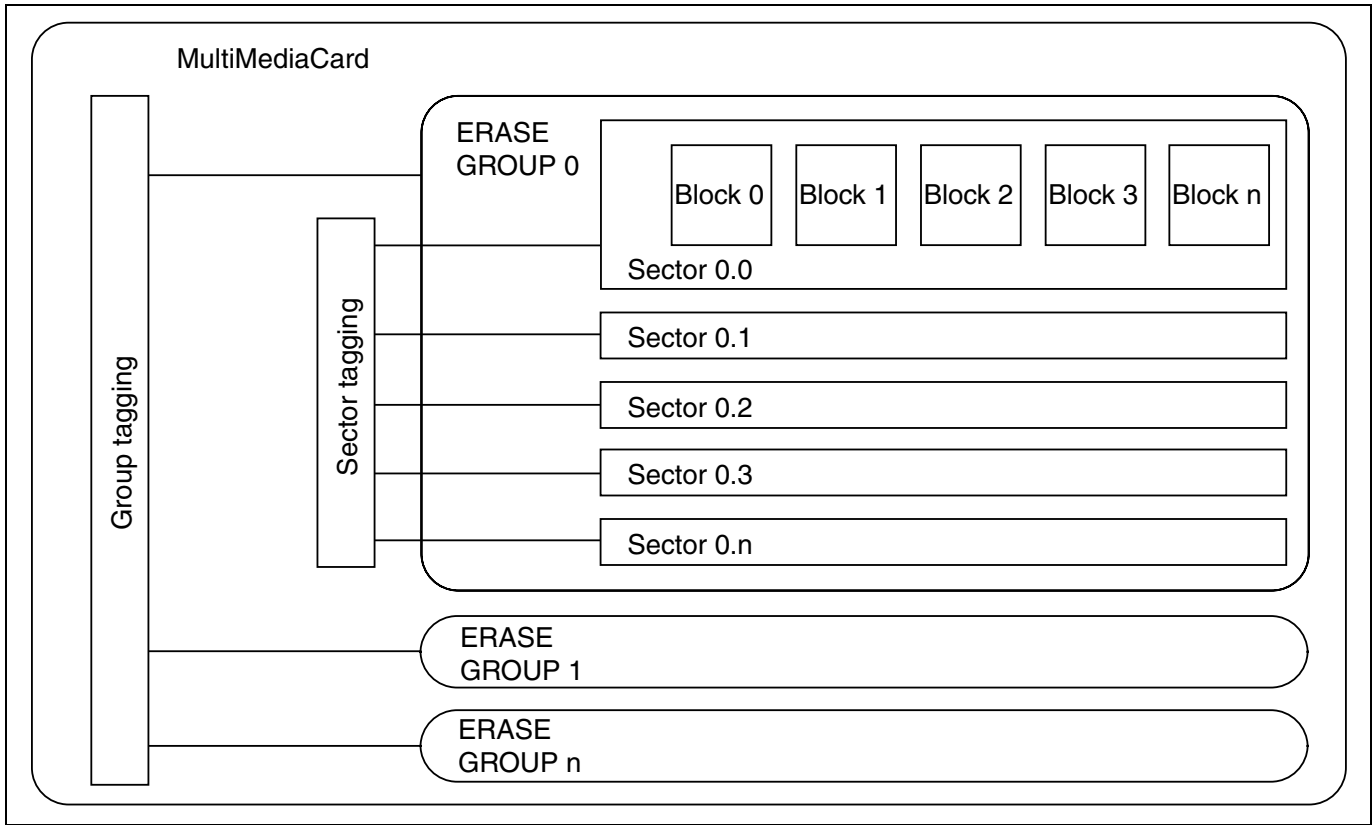 MultiMediaCard
Group tagging
Sector tagging
ERASE
GROUP 0
Block 0
Block 1
Block 2
Block 3
Block n
Sector 0.0
Sector 0.1
Sector 0.2
Sector 0.3
Sector 0.n
ERASE
GROUP 1
ERASE
GROUP n